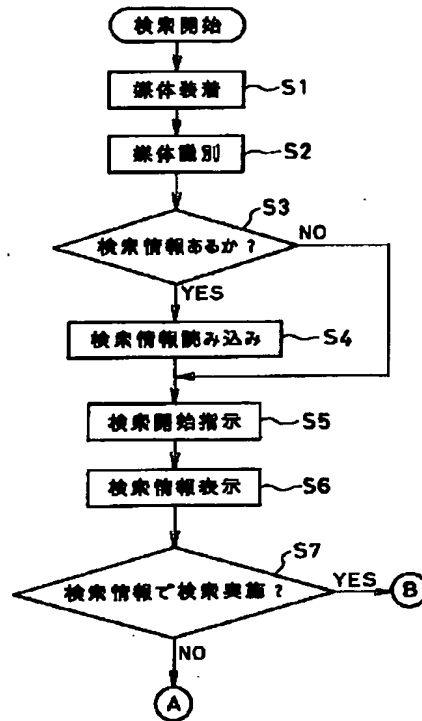 検索開始
媒体装着
S1
媒体識別
S2
S3
検索情報あるか?
NO
YES
検索情報読み込み
S4
検索開始指示
S5
検索情報表示
S6
S7
検索情報で検索実施?
YES
B
NO
A